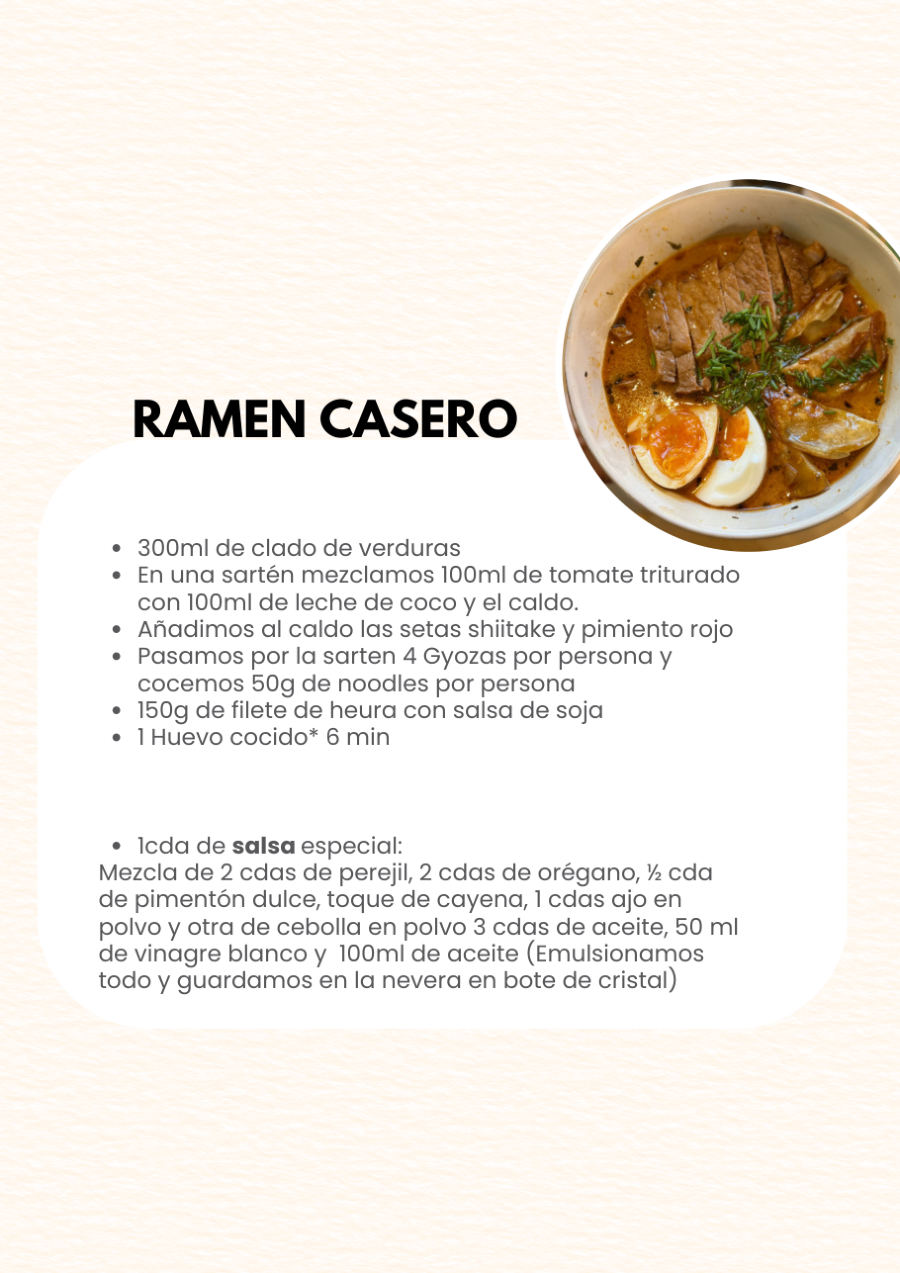 RAMEN CASERO
• 300ml de clado de verduras
• En una sartén mezclamos 100ml de tomate triturado
con 100ml de leche de coco y el caldo.
• Añadimos al caldo las setas shiitake y pimiento rojo
• Pasamos por la sarten 4 Gyozas por persona y
cocemos 50g de noodles por persona
• 150g de filete de heura con salsa de soja
• 1 Huevo cocido* 6 min
• 1cda de salsa especial:
Mezcla de 2 cdas de perejil, 2 cdas de orégano, ½ cda
de pimentón dulce, toque de cayena, 1 cdas ajo en
polvo y otra de cebolla en polvo 3 cdas de aceite, 50 ml
de vinagre blanco y  100ml de aceite (Emulsionamos
todo y guardamos en la nevera en bote de cristal)